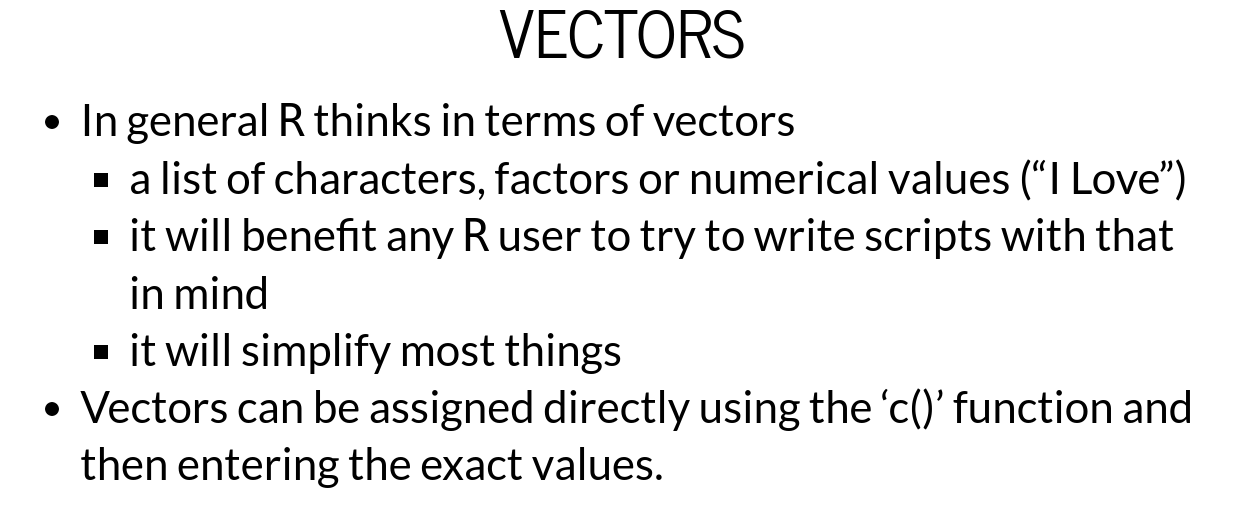 VECTORS
• In general R thinks in terms of vectors
▪ a list of characters, factors or numerical values (“I Love”)
▪ it will benefit any R user to try to write scripts with that
in mind
▪ it will simplify most things
• Vectors can be assigned directly using the ‘c()’ function and
then entering the exact values.